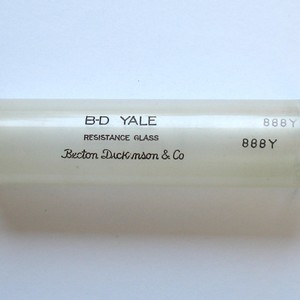 B-D YALE
RESISTANCE GLASS
Becton Dickinson & Co
888Y
888Y